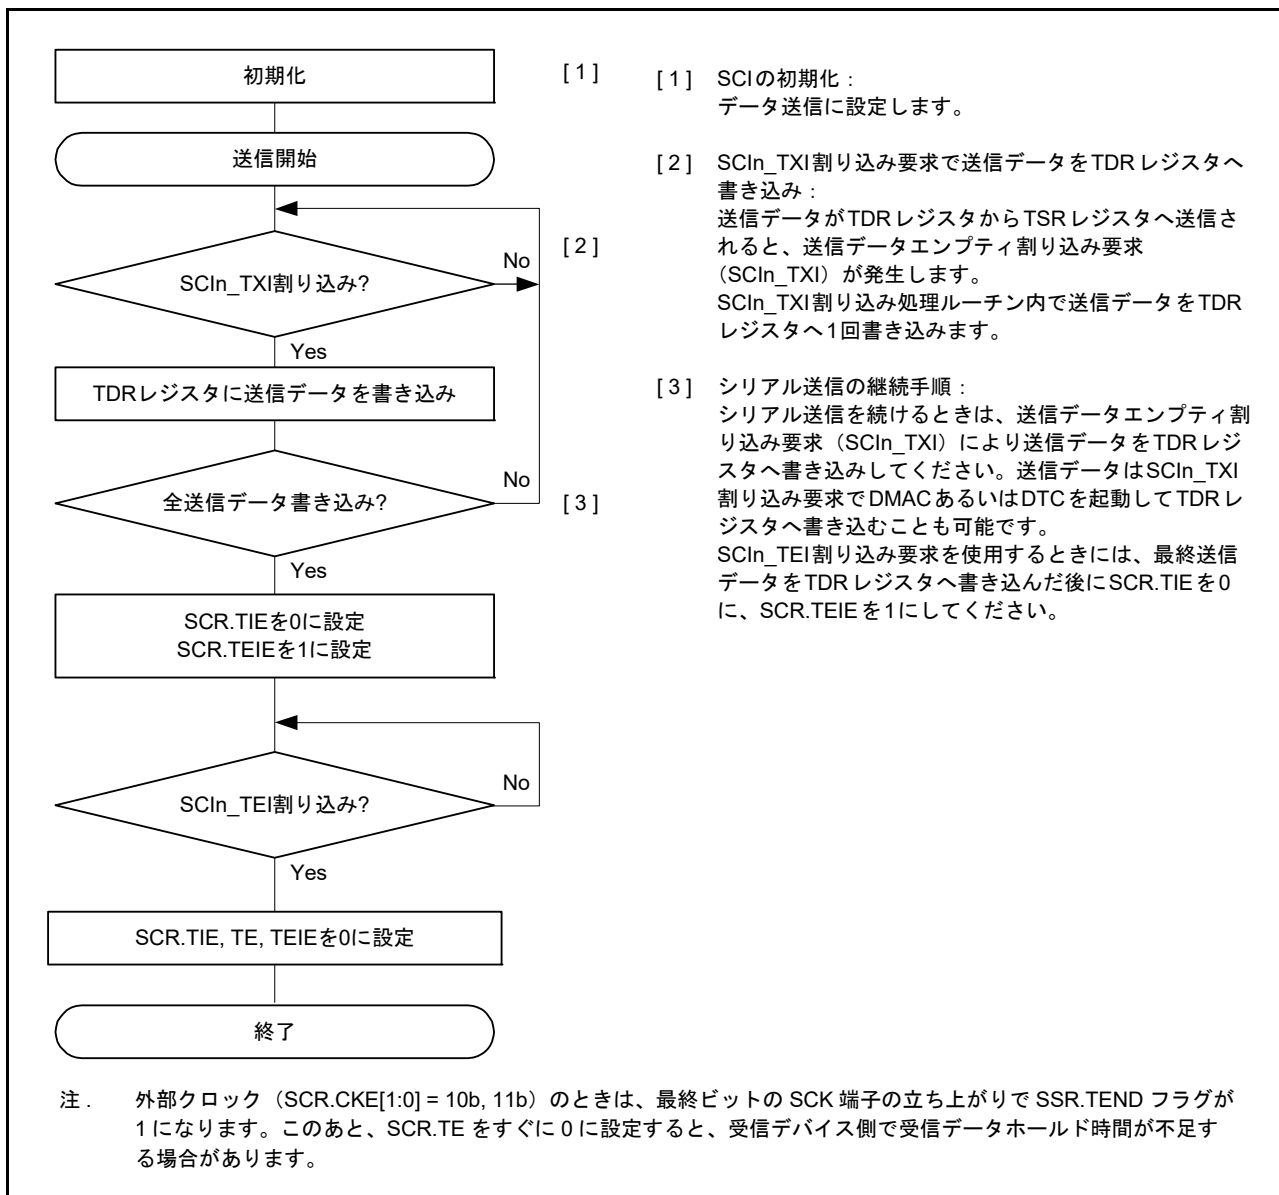 初期化
[ 1 ]
送信開始
SCIn_TXI割り込み?
No
[ 2 ]
Yes
TDRレジスタに送信データを書き込み
全送信データ書き込み?
No
[ 3 ]
Yes
SCR.TIEを0に設定
SCR.TEIEを1に設定
SCIn_TEI割り込み?
No
Yes
SCR.TIE, TE, TEIEを0に設定
終了
[ 1 ] SCIの初期化：
データ送信に設定します。
[ 2 ] SCIn_TXI割り込み要求で送信データをTDRレジスタへ
書き込み：
送信データがTDRレジスタからTSRレジスタへ送信さ
れると、送信データエンプティ割り込み要求
（SCIn_TXI）が発生します。
SCIn_TXI割り込み処理ルーチン内で送信データをTDR
レジスタへ1回書き込みます。
[ 3 ] シリアル送信の継続手順：
シリアル送信を続けるときは、送信データエンプティ割
り込み要求（SCIn_TXI）により送信データをTDRレジ
スタへ書き込みしてください。送信データはSCIn_TXI
割り込み要求でDMACあるいはDTCを起動してTDRレ
ジスタへ書き込むことも可能です。
SCIn_TEI割り込み要求を使用するときには、最終送信
データをTDRレジスタへ書き込んだ後にSCR.TIEを0
に、SCR.TEIEを1にしてください。
注． 外部クロック（SCR.CKE[1:0] = 10b, 11b）のときは、最終ビットの SCK 端子の立ち上がりで SSR.TEND フラグが
1 になります。このあと、SCR.TE をすぐに 0 に設定すると、受信デバイス側で受信データホールド時間が不足す
る場合があります。